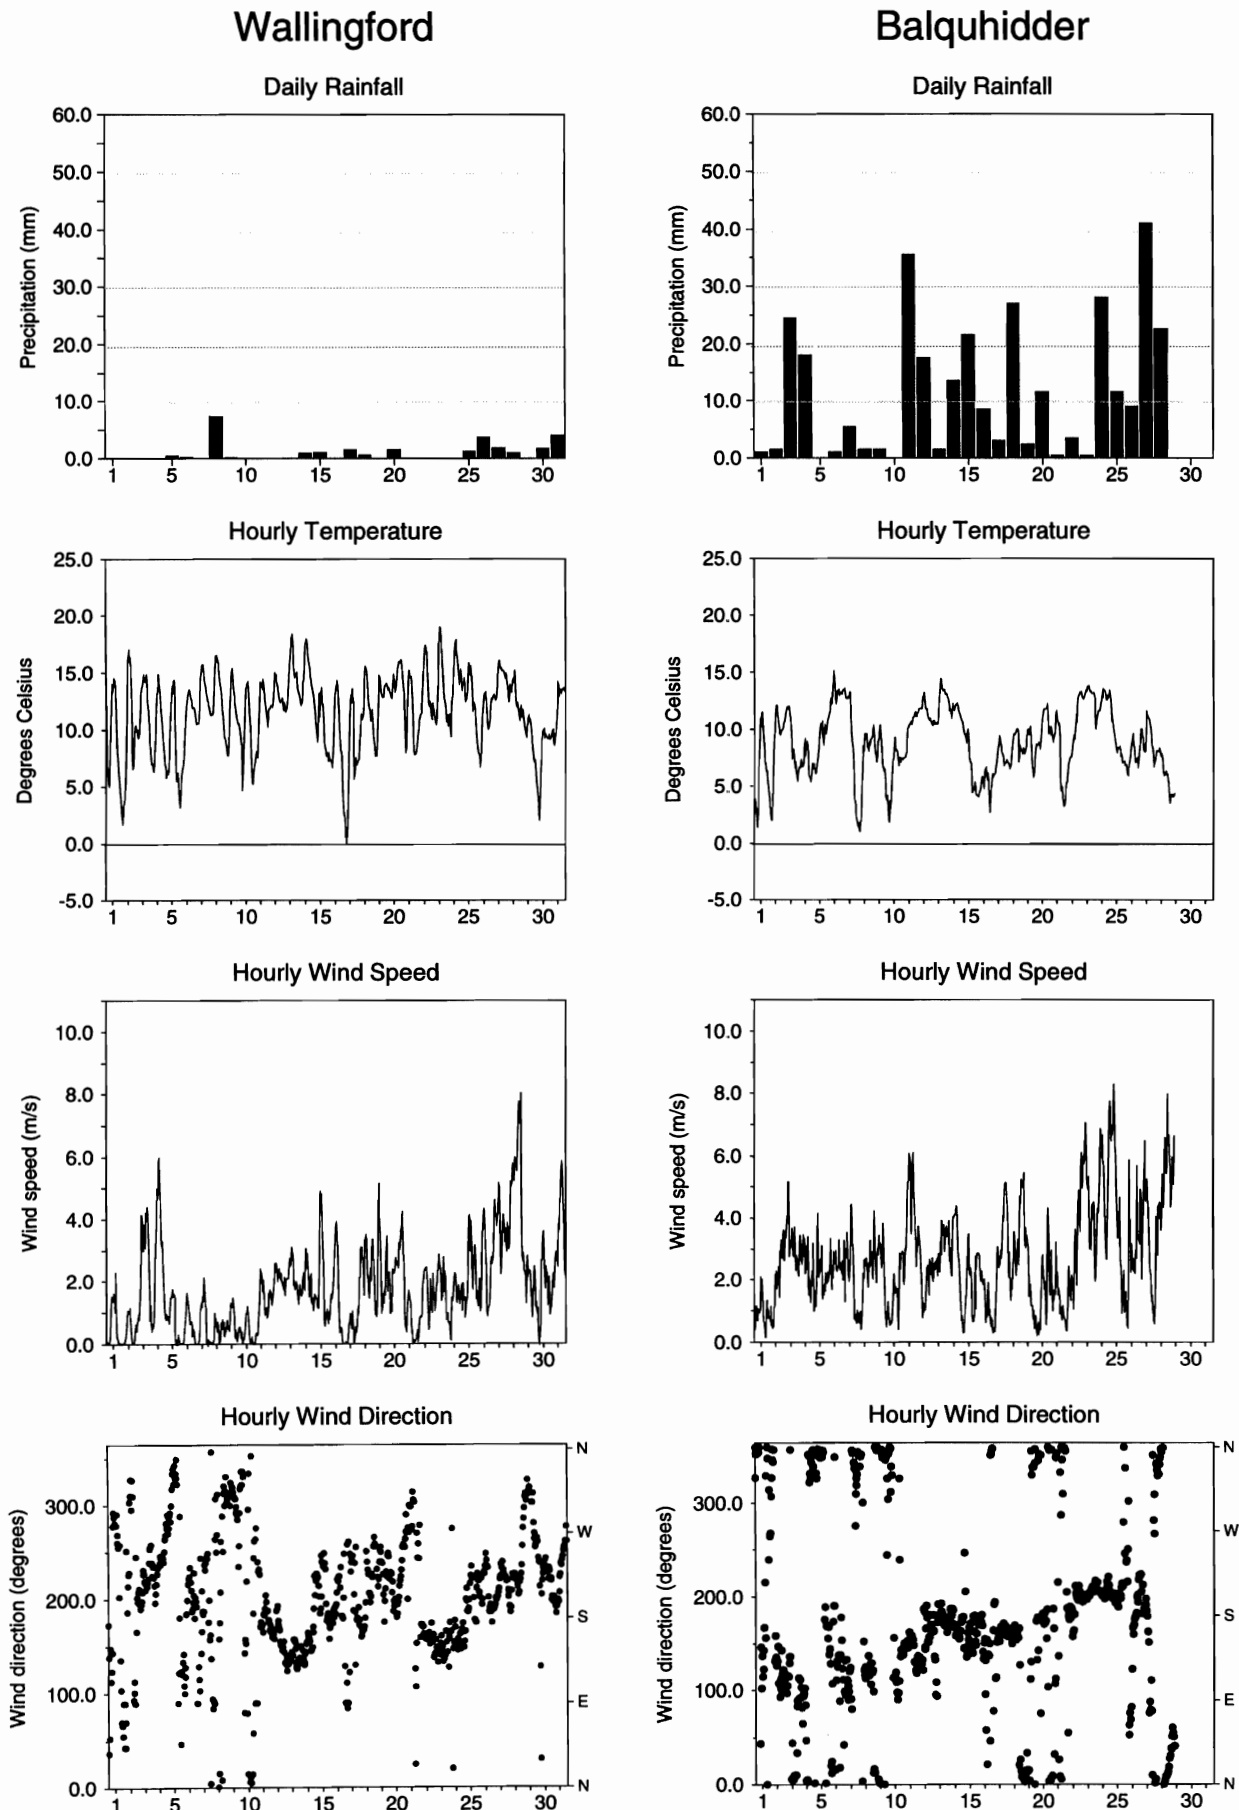 Wallingford
Balquhidder
Daily Rainfall
Daily Rainfall
Precipitation (mm)
60.0
50.0
40.0
30.0
20.0
10.0
0.0
1 5 10 15 20 25 30
Precipitation (mm)
60.0
50.0
40.0
30.0
20.0
10.0
0.0
1 5 10 15 20 25 30
Hourly Temperature
Hourly Temperature
Degrees Celsius
25.0
20.0
15.0
10.0
5.0
0.0
-5.0
1 5 10 15 20 25 30
Degrees Celsius
25.0
20.0
15.0
10.0
5.0
0.0
-5.0
1 5 10 15 20 25 30
Hourly Wind Speed
Hourly Wind Speed
Wind speed (m/s)
10.0
8.0
6.0
4.0
2.0
0.0
1 5 10 15 20 25 30
Wind speed (m/s)
10.0
8.0
6.0
4.0
2.0
0.0
1 5 10 15 20 25 30
Hourly Wind Direction
Hourly Wind Direction
Wind direction (degrees)
300.0
200.0
100.0
0.0
N
W
S
E
N
1 5 10 15 20 25 30
Wind direction (degrees)
300.0
200.0
100.0
0.0
N
W
S
E
N
1 5 10 15 20 25 30